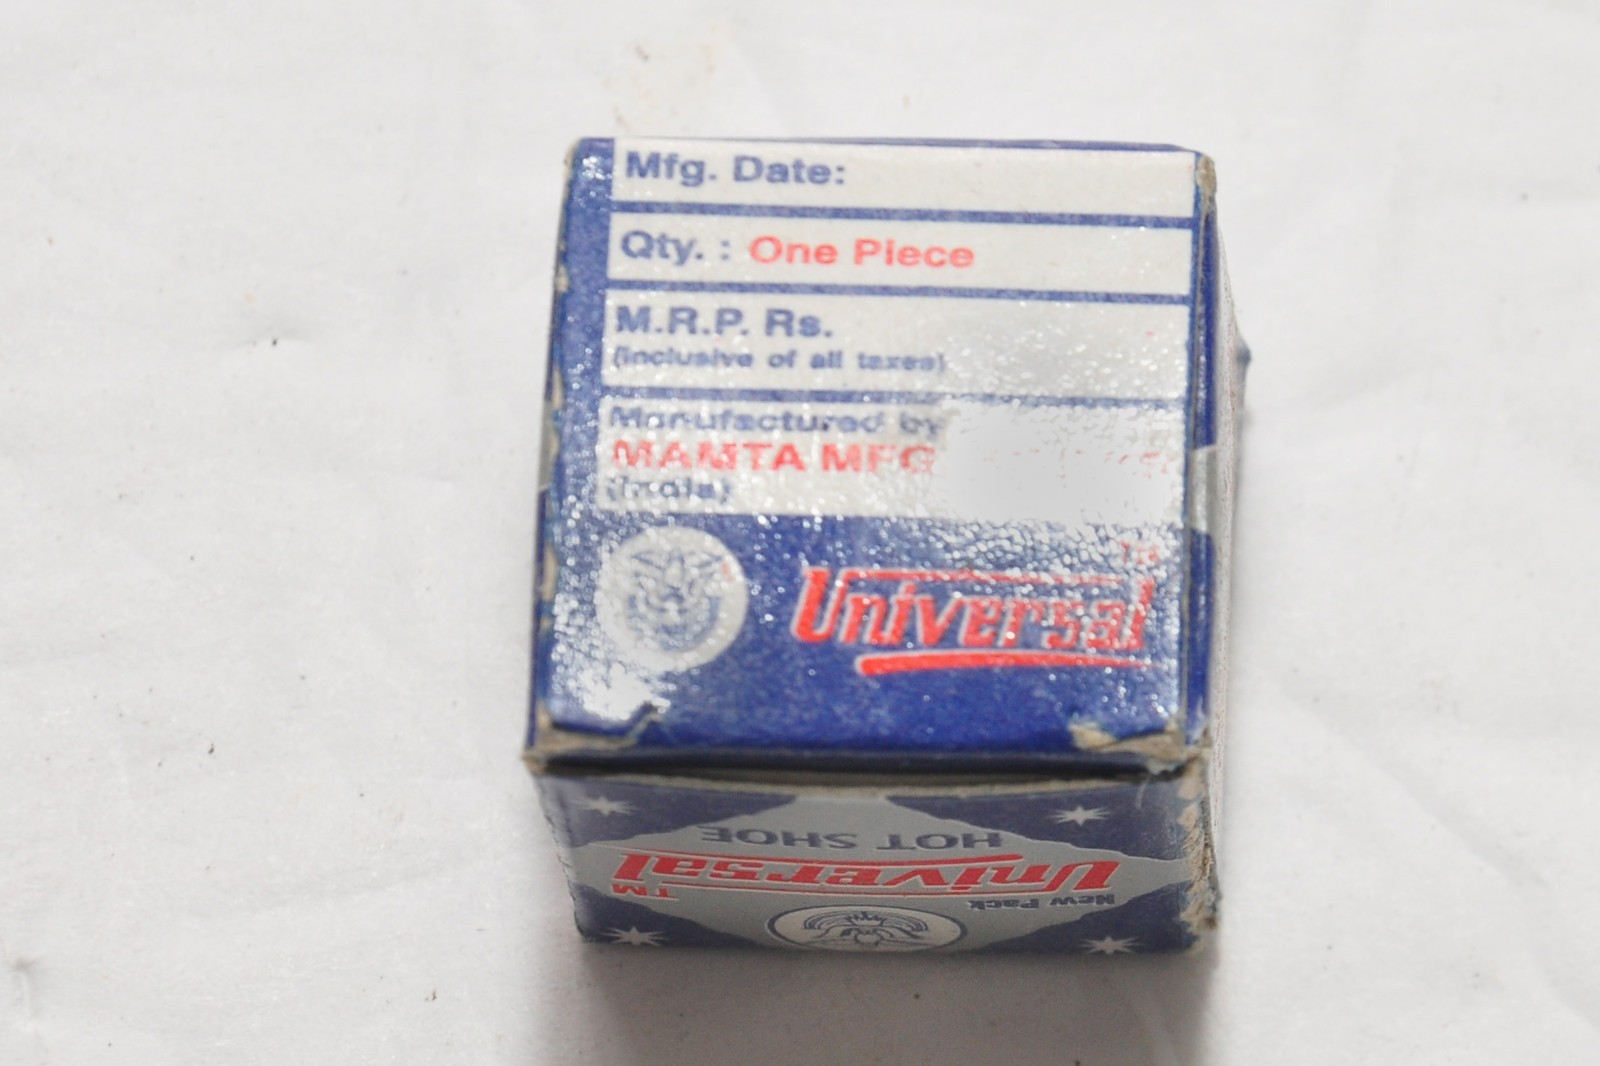 Mfg. Date:
Qty. : One Piece
M.R.P. Rs.
(inclusive of all taxes)
Manufactured by
MAMTA MFG
(India)
TM
Universal
HOT SHOE
Universal
TM
New Pack